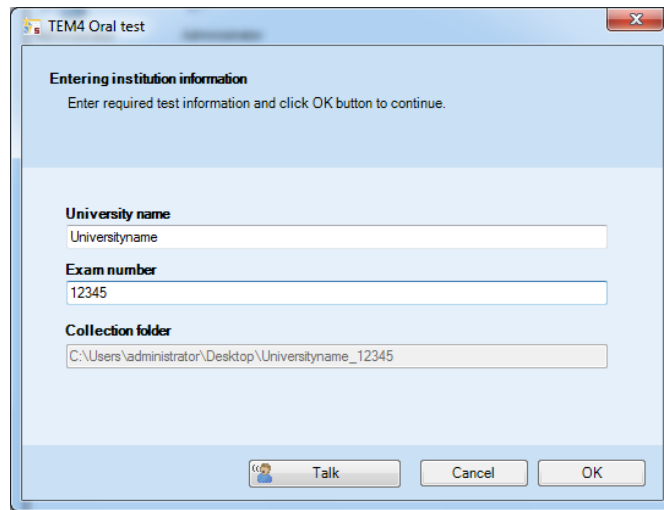 TEM4 Oral test
Entering institution information
Enter required test information and click OK button to continue.
University name
Universityname
Exam number
12345
Collection folder
C:\Users\administrator\Desktop\Universityname_12345
Talk
Cancel
OK